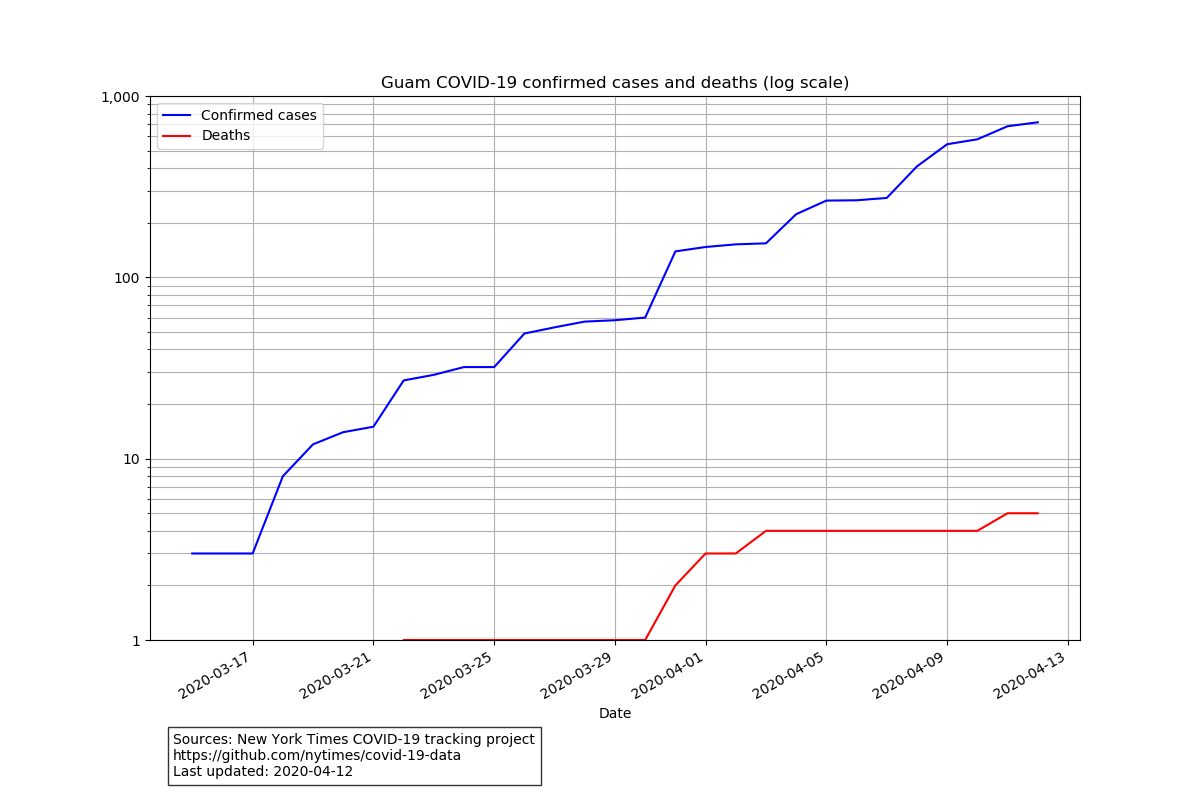 Guam COVID-19 confirmed cases and deaths (log scale)
1,000
100
10
1
Confirmed cases
Deaths
2020-03-17
2020-03-21
2020-03-25
2020-03-29
2020-04-01
2020-04-05
2020-04-09
2020-04-13
Date
Sources: New York Times COVID-19 tracking project
https://github.com/nytimes/covid-19-data
Last updated: 2020-04-12